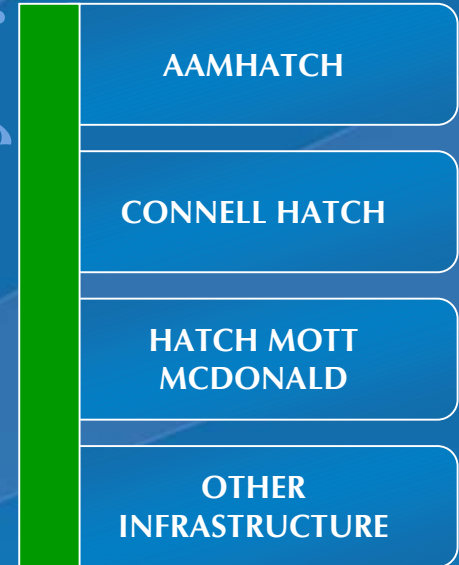 AAMHATCH
CONNELL HATCH
HATCH MOTT
MCDONALD
OTHER
INFRASTRUCTURE